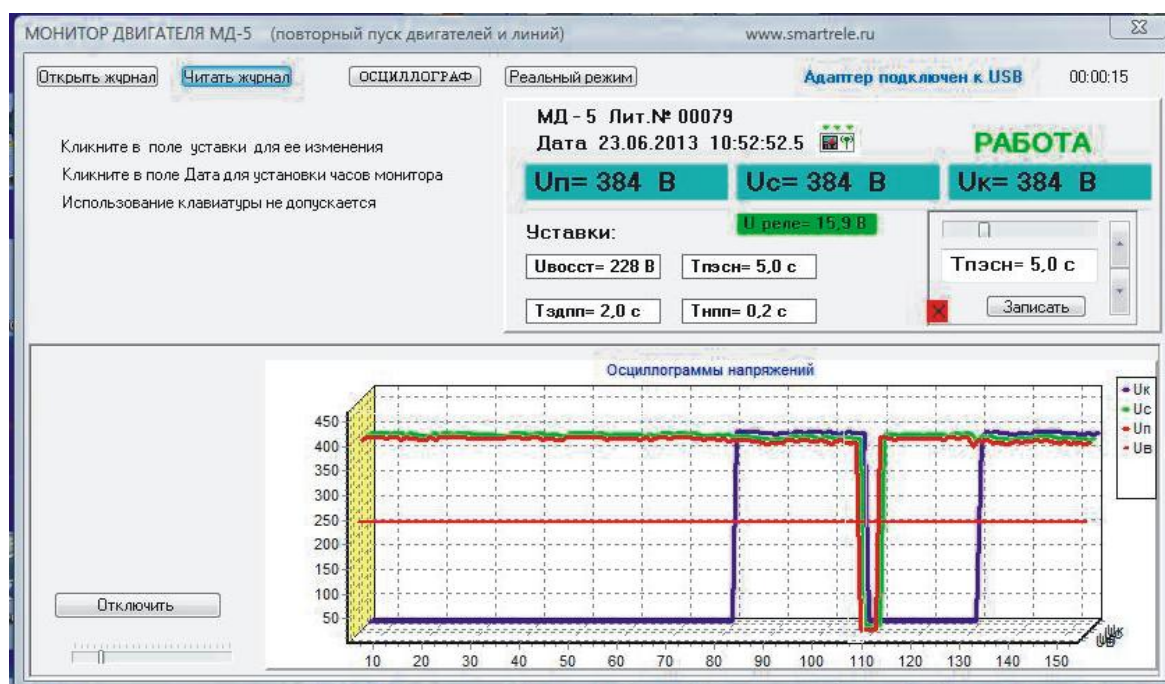 МОНИТОР ДВИГАТЕЛЯ МД-5 (повторный пуск двигателей и линий) www.smartrele.ru
Открыть журнал Читать журнал ОСЦИЛЛОГРАФ Реальный режим Адаптер подключен к USB 00:00:15
МД - 5 Лит.№ 00079
Дата 23.06.2013 10:52:52.5 РАБОТА
Кликните в поле уставки для ее изменения
Кликните в поле Дата для установки часов монитора
Использование клавиатуры не допускается
Uп= 384 В Uс= 384 В Uк= 384 В
U реле= 15,9 В
Уставки:
Uвосст= 228 В Тпэсн= 5,0 с Тпэсн= 5,0 с
Тздпп= 2,0 с Тнпп= 0,2 с Записать
Осциллограммы напряжений
Uк
Uс
Uп
Uв
450
400
350
300
250
200
150
100
50
Отключить
10 20 30 40 50 60 70 80 90 100 110 120 130 140 150